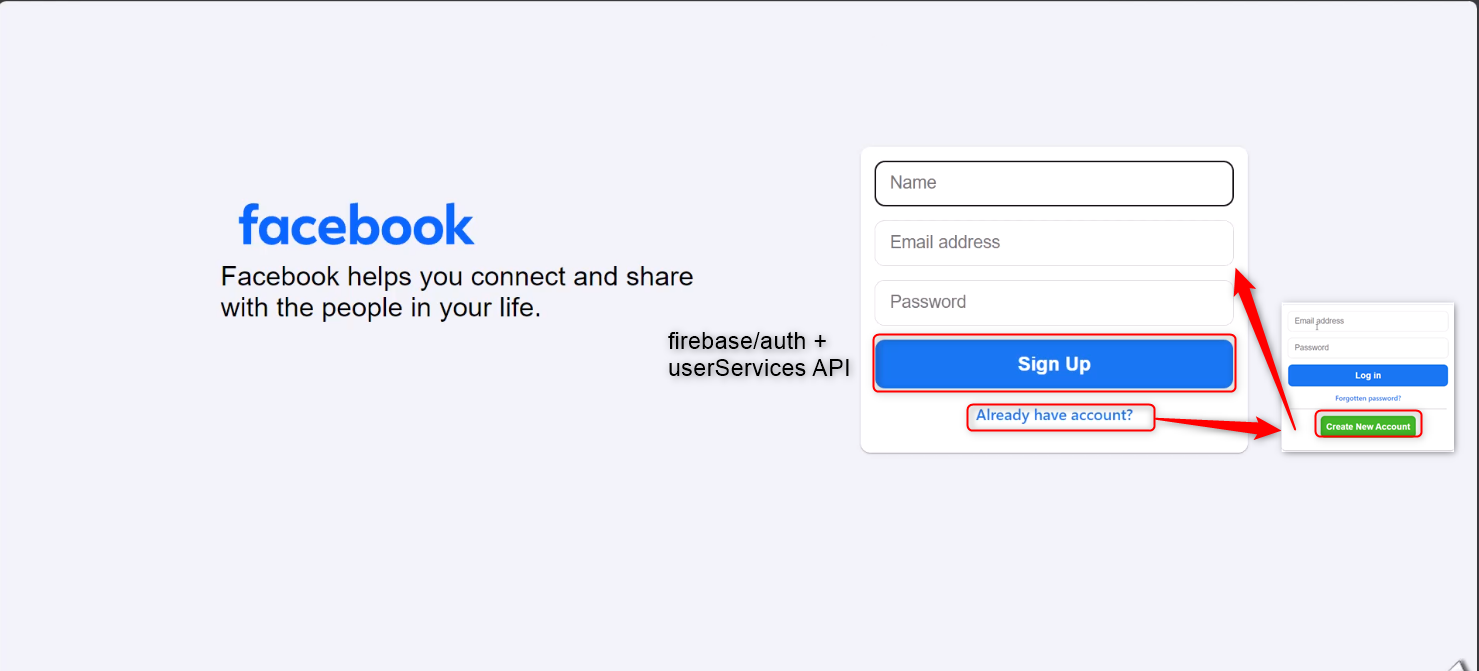 facebook
Facebook helps you connect and share
with the people in your life.
Name
Email address
Password
firebase/auth +
userServices API
Sign Up
Already have account?
Email address
Password
Log in
Forgotten password?
Create New Account